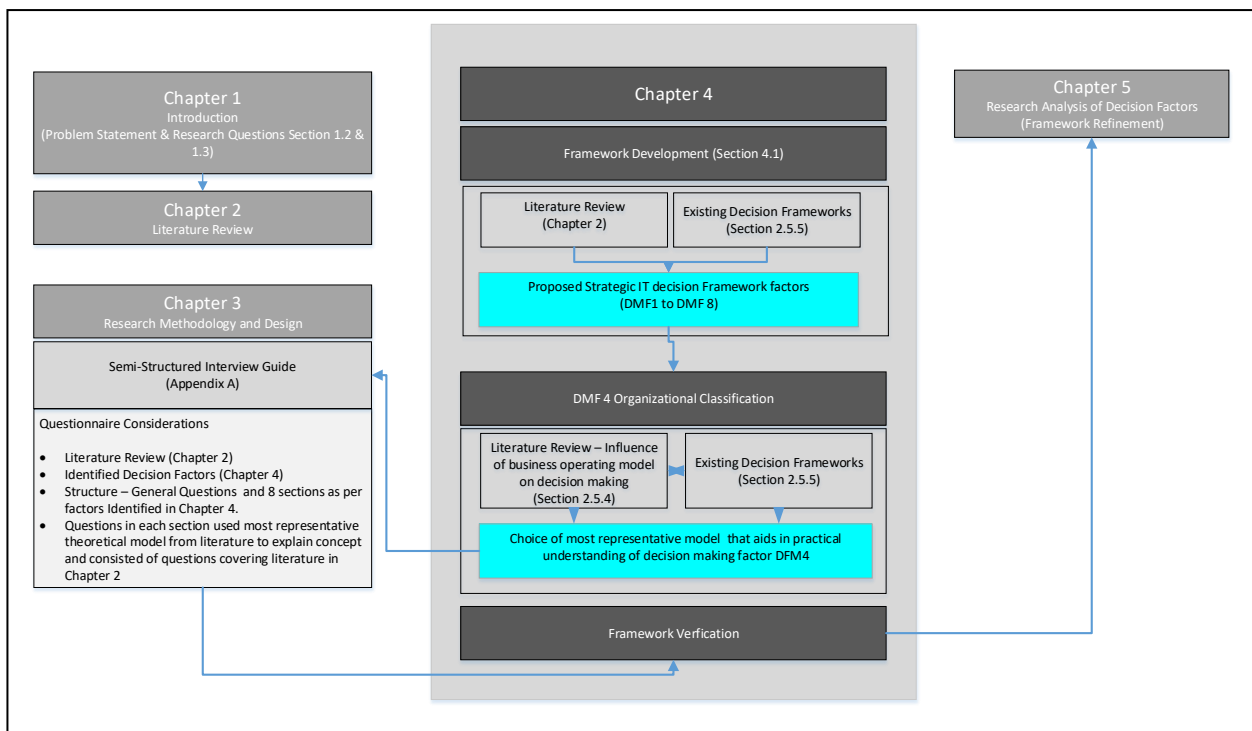 Chapter 1
Introduction
(Problem Statement & Research Questions Section 1.2 &
1.3)
Chapter 2
Literature Review
Chapter 3
Research Methodology and Design
Semi-Structured Interview Guide
(Appendix A)
Questionnaire Considerations
• Literature Review (Chapter 2)
• Identified Decision Factors (Chapter 4)
• Structure – General Questions and 8 sections as per
factors Identified in Chapter 4.
• Questions in each section used most representative
theoretical model from literature to explain concept
and consisted of questions covering literature in
Chapter 2
Chapter 4
Framework Development (Section 4.1)
Literature Review
(Chapter 2)
Existing Decision Frameworks
(Section 2.5.5)
Proposed Strategic IT decision Framework factors
(DMF1 to DMF 8)
DMF 4 Organizational Classification
Literature Review – Influence
of business operating model
on decision making
(Section 2.5.4)
Existing Decision Frameworks
(Section 2.5.5)
Choice of most representative model that aids in practical
understanding of decision making factor DFM4
Framework Verfication
Chapter 5
Research Analysis of Decision Factors
(Framework Refinement)